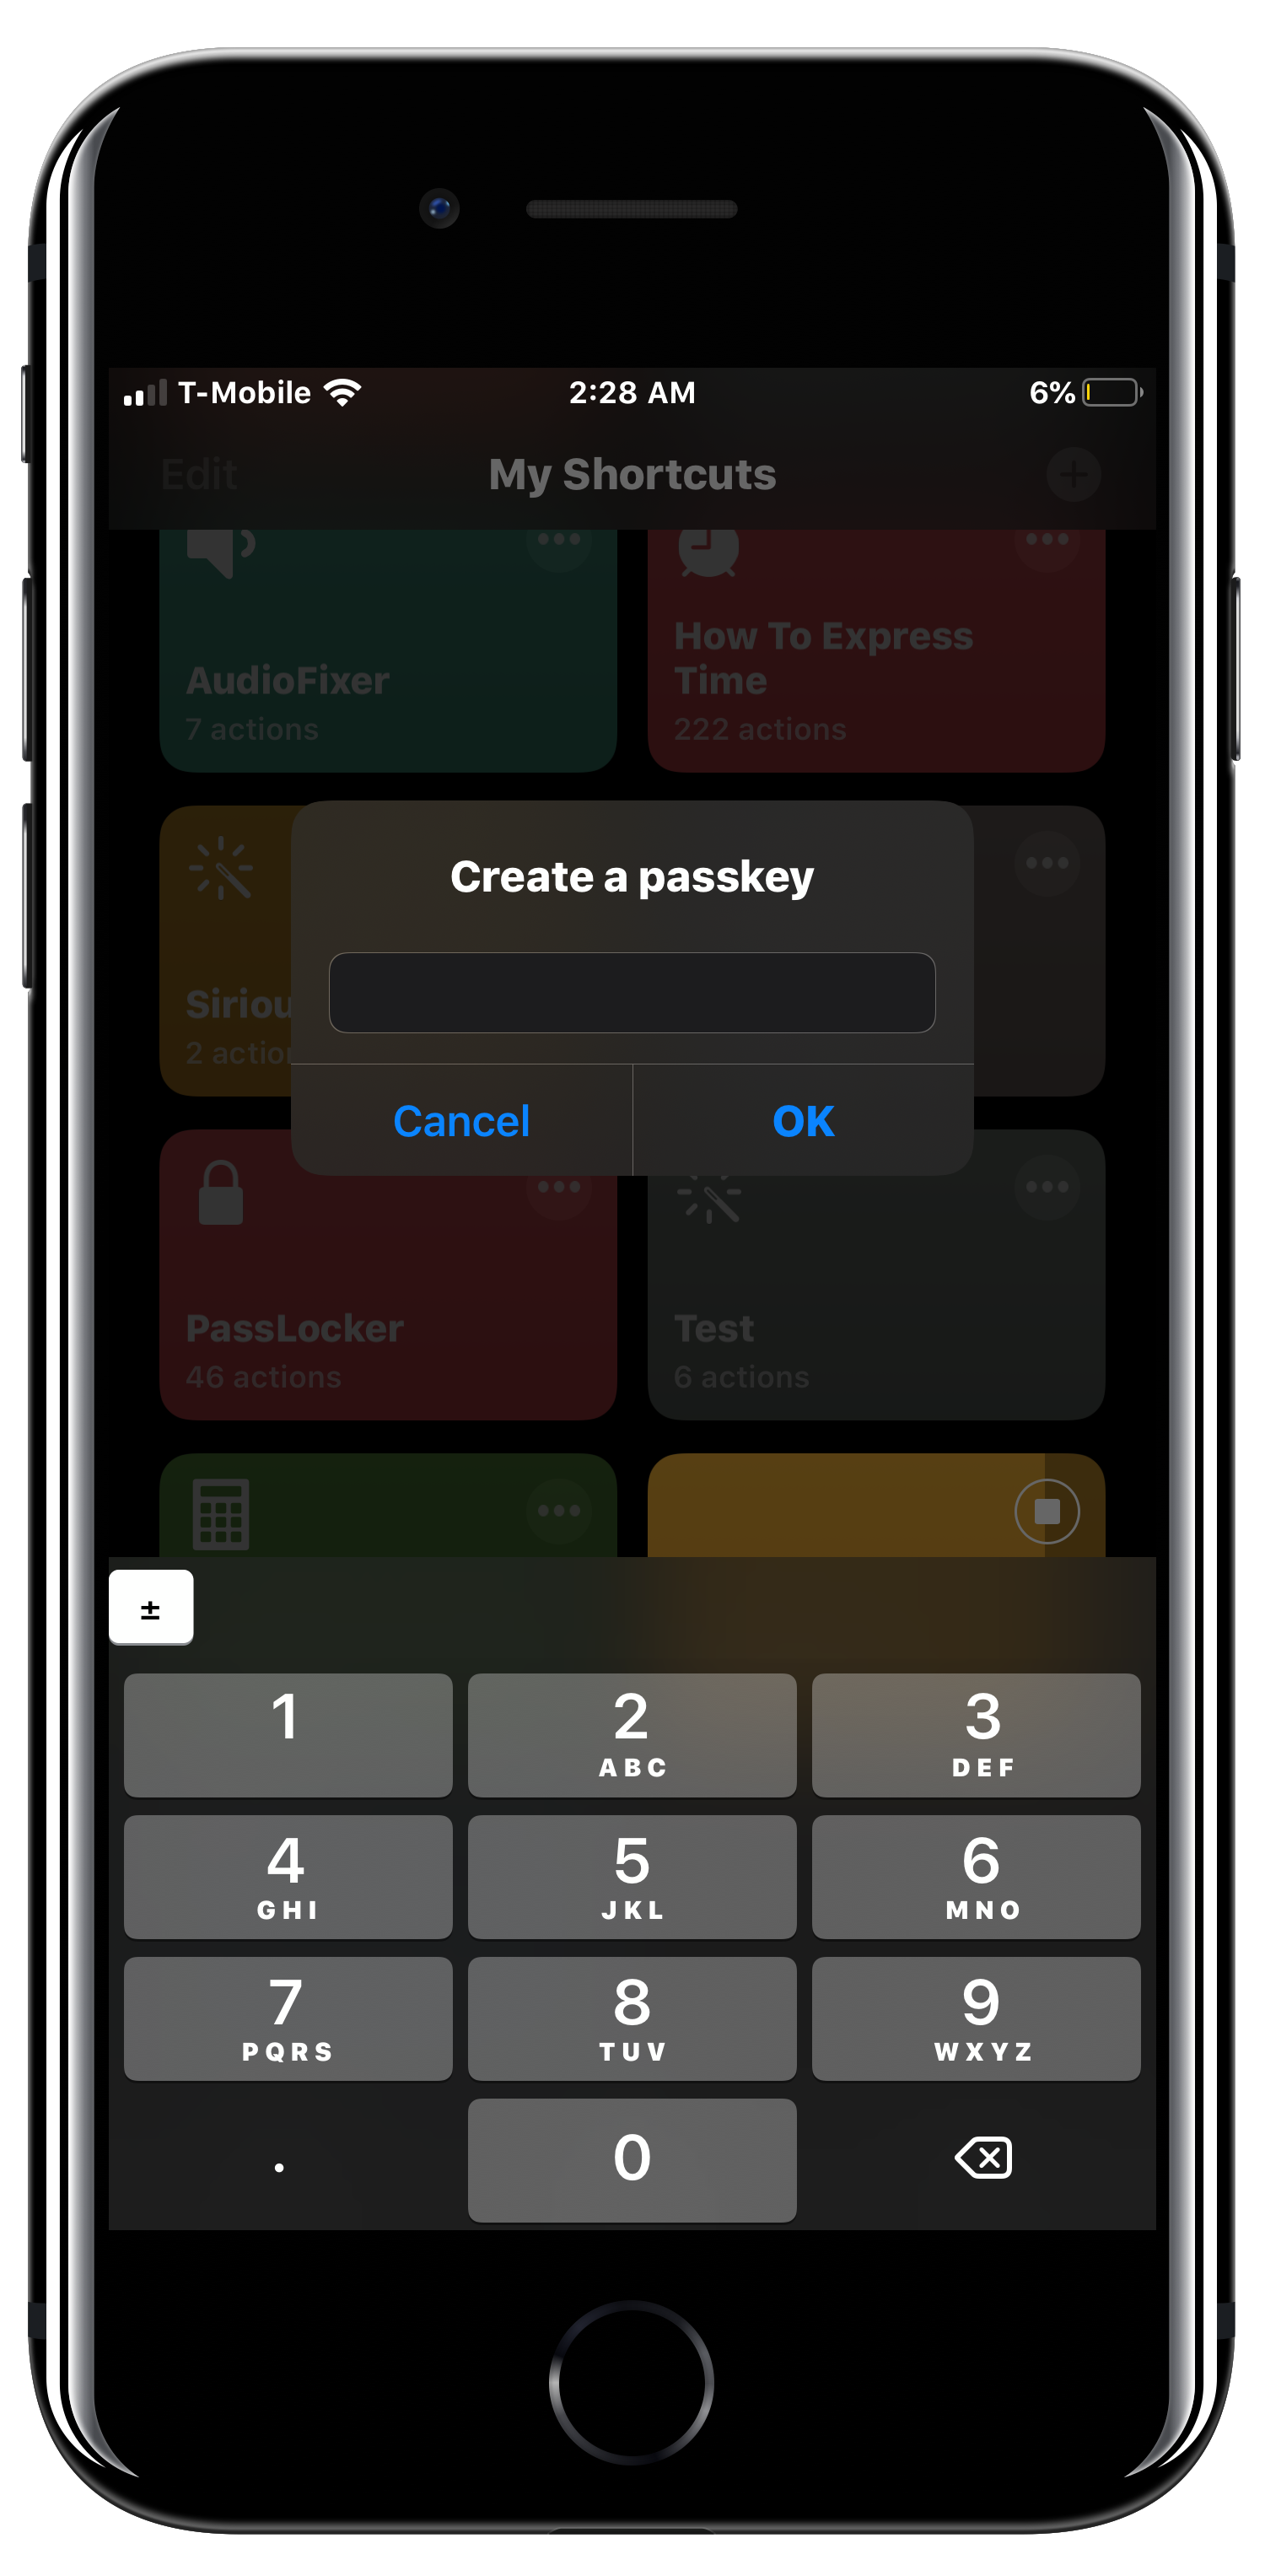 T-Mobile 2:28 AM 6%
Edit My Shortcuts +
AudioFixer
7 actions
How To Express
Time
222 actions
Create a passkey
Siriou
2 action
Cancel OK
PassLocker
46 actions
Test
6 actions
±
1 2 3
ABC DEF
4 5 6
GHI JKL MNO
7 8 9
PQRS TUV WXYZ
. 0